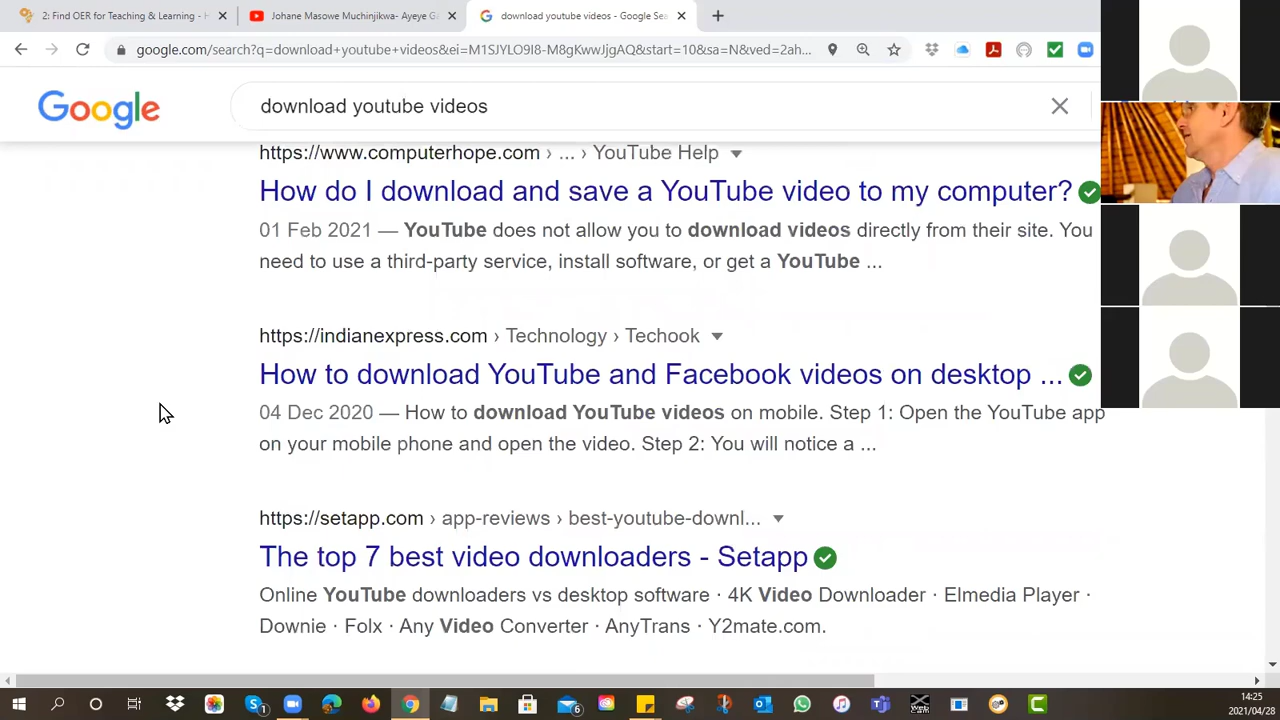 2: Find OER for Teaching & Learning - H
Johane Masowe Muchinjikwa- Ayeye G
download youtube videos - Google Sea
google.com/search?q=download+youtube+videos&ei=M1SJYLO9I8-M8gKwwJjgAQ&start=10&sa=N&ved=2ah...
Google
download youtube videos
https://www.computerhope.com › ... › YouTube Help
How do I download and save a YouTube video to my computer?
01 Feb 2021 — YouTube does not allow you to download videos directly from their site. You
need to use a third-party service, install software, or get a YouTube ...
https://indianexpress.com › Technology › Techook
How to download YouTube and Facebook videos on desktop ...
04 Dec 2020 — How to download YouTube videos on mobile. Step 1: Open the YouTube app
on your mobile phone and open the video. Step 2: You will notice a ...
https://setapp.com › app-reviews › best-youtube-downl...
The top 7 best video downloaders - Setapp
Online YouTube downloaders vs desktop software · 4K Video Downloader · Elmedia Player ·
Downie · Folx · Any Video Converter · AnyTrans · Y2mate.com.
14:25
2021/04/28